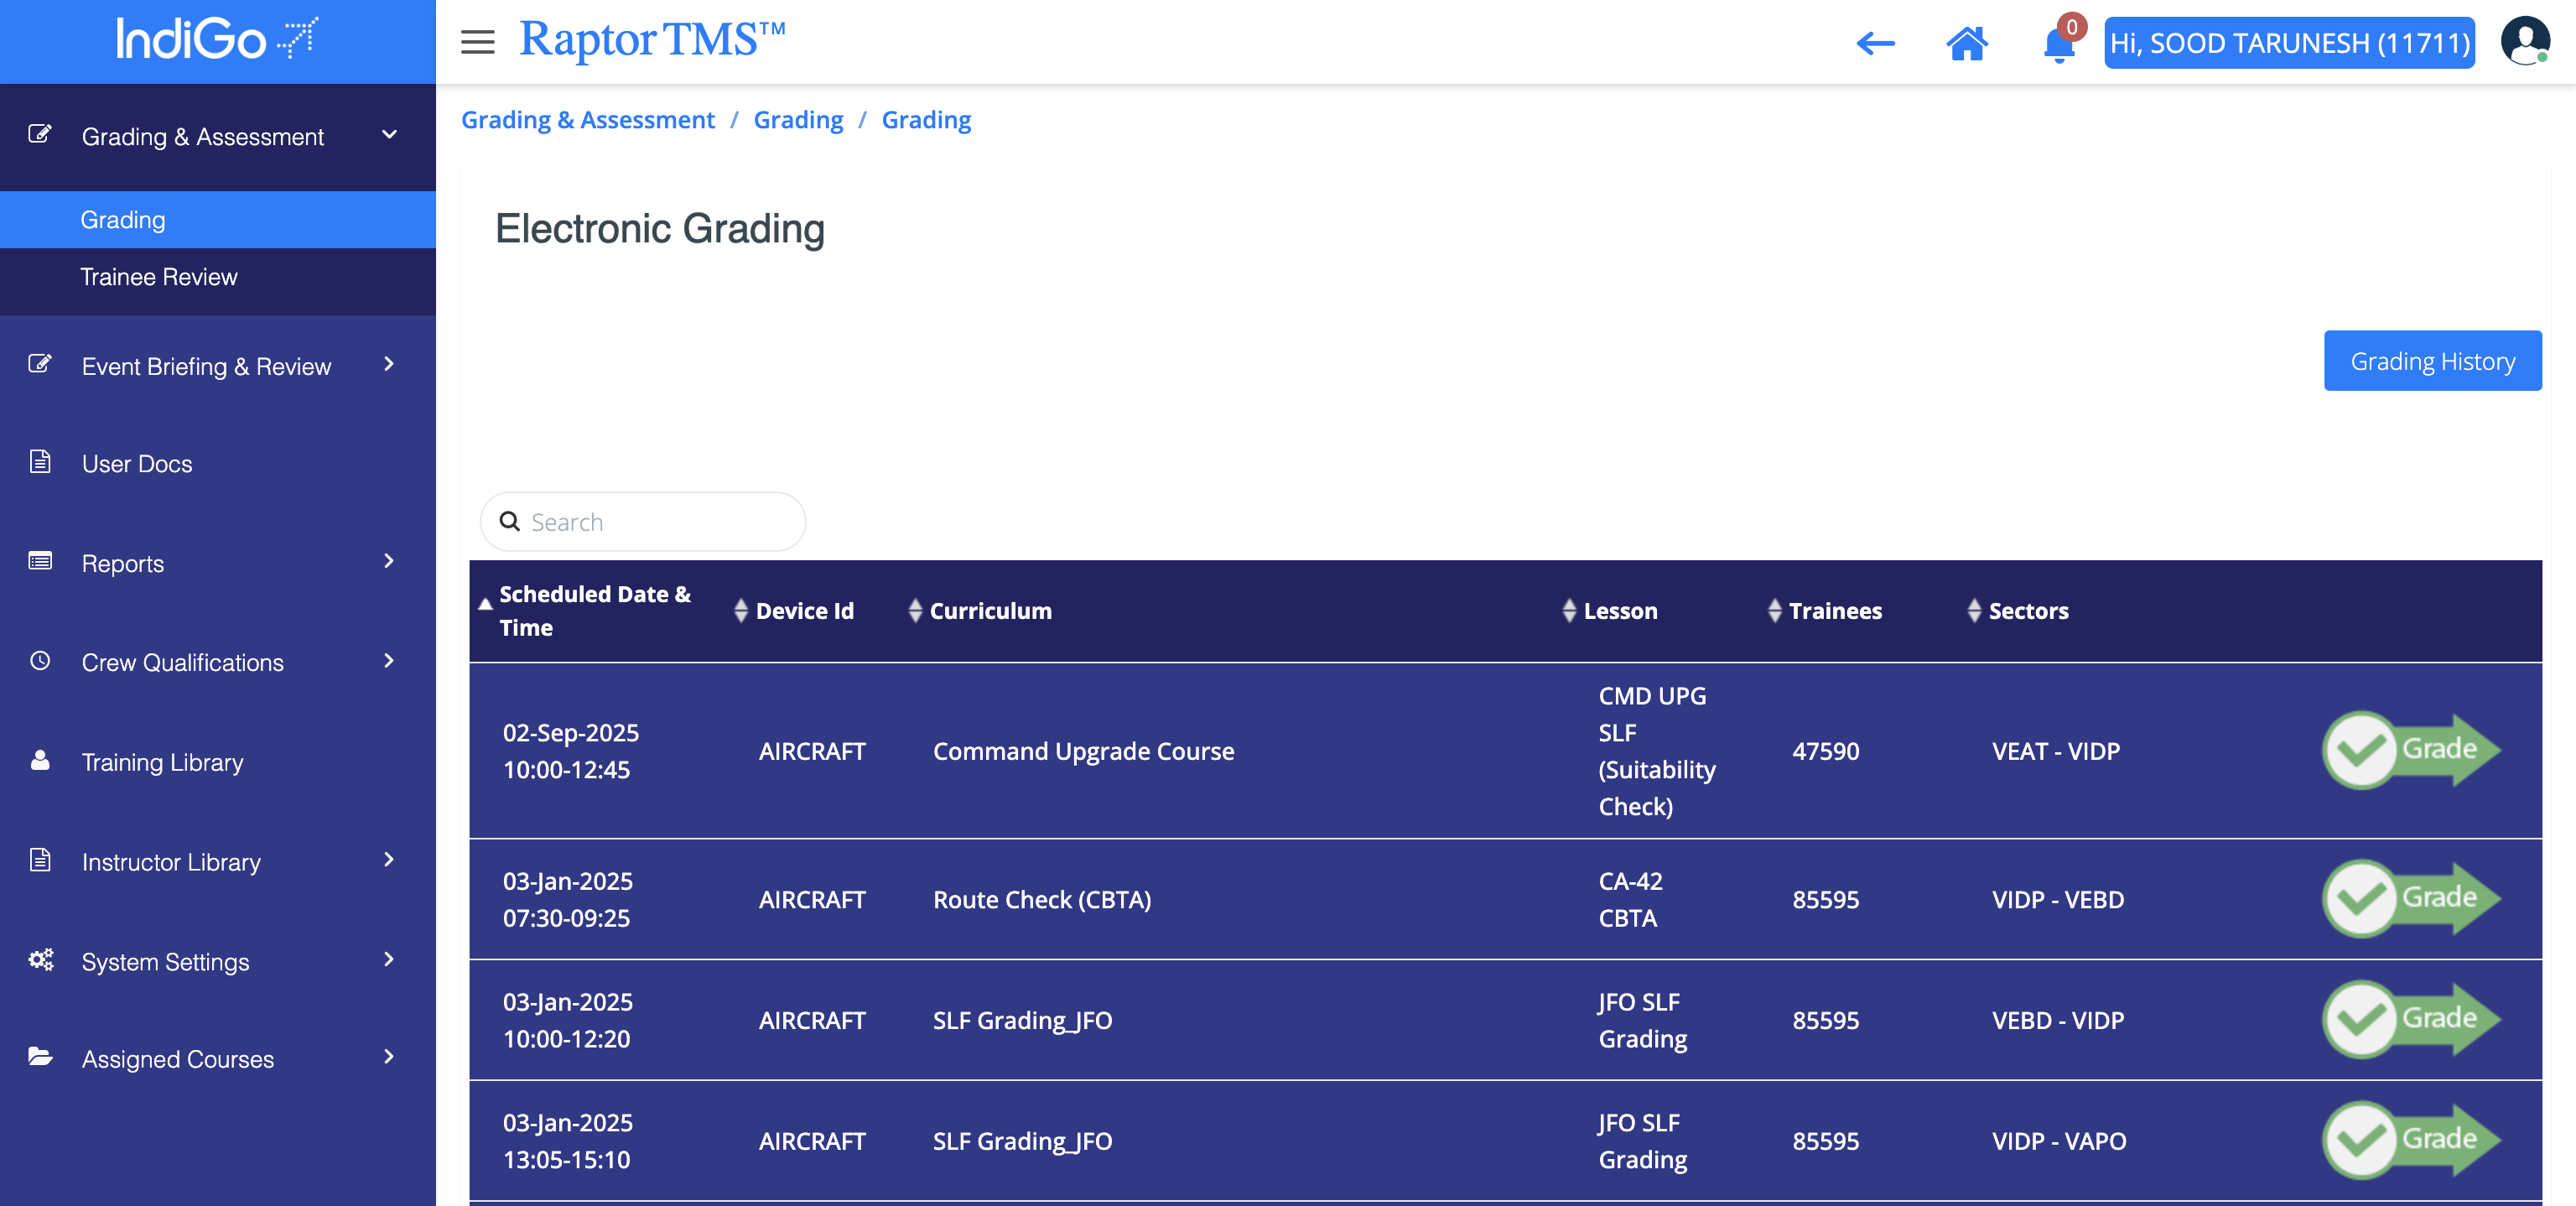 IndiGo
Raptor TMS™
0
Hi, SOOD TARUNESH (11711)
Grading & Assessment
Grading
Trainee Review
Event Briefing & Review
User Docs
Reports
Crew Qualifications
Training Library
Instructor Library
System Settings
Assigned Courses
Grading & Assessment / Grading / Grading
Electronic Grading
Grading History
Search
Scheduled Date & Time Device Id Curriculum Lesson Trainees Sectors
02-Sep-2025 10:00-12:45 AIRCRAFT Command Upgrade Course CMD UPG SLF (Suitability Check) 47590 VEAT - VIDP Grade
03-Jan-2025 07:30-09:25 AIRCRAFT Route Check (CBTA) CA-42 CBTA 85595 VIDP - VEBD Grade
03-Jan-2025 10:00-12:20 AIRCRAFT SLF Grading_JFO JFO SLF Grading 85595 VEBD - VIDP Grade
03-Jan-2025 13:05-15:10 AIRCRAFT SLF Grading_JFO JFO SLF Grading 85595 VIDP - VAPO Grade